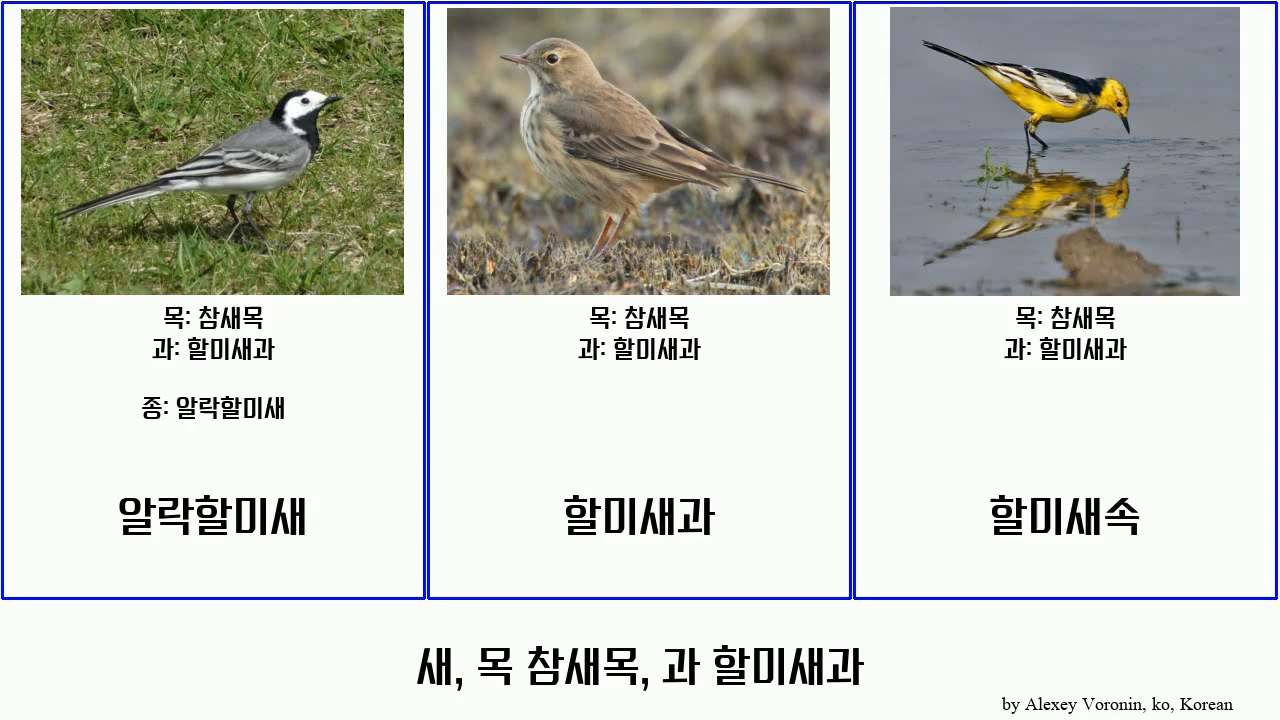 목: 참새목
과: 할미새과
종: 알락할미새
알락할미새
목: 참새목
과: 할미새과
할미새과
목: 참새목
과: 할미새과
할미새속
새, 목 참새목, 과 할미새과
by Alexey Voronin, ko, Korean